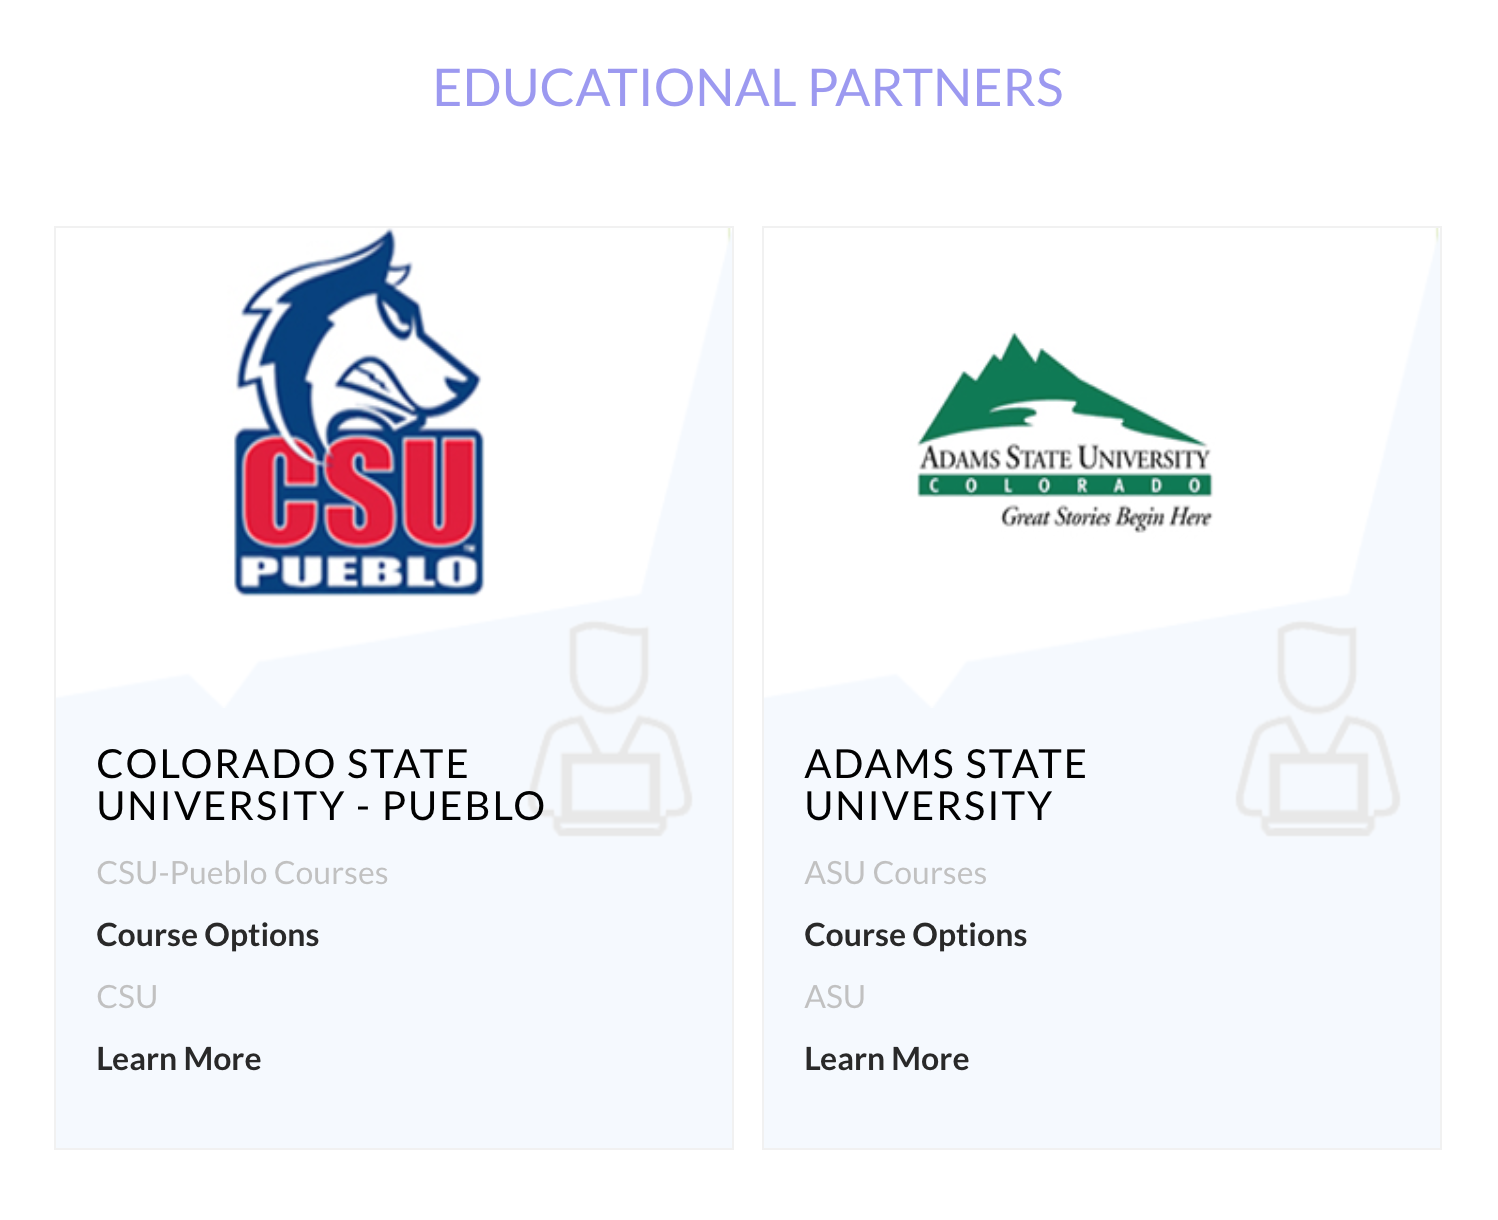 EDUCATIONAL PARTNERS
CSU
PUEBLO
COLORADO STATE
UNIVERSITY - PUEBLO
CSU-Pueblo Courses
Course Options
CSU
Learn More
ADAMS STATE UNIVERSITY
COLORADO
Great Stories Begin Here
ADAMS STATE
UNIVERSITY
ASU Courses
Course Options
ASU
Learn More